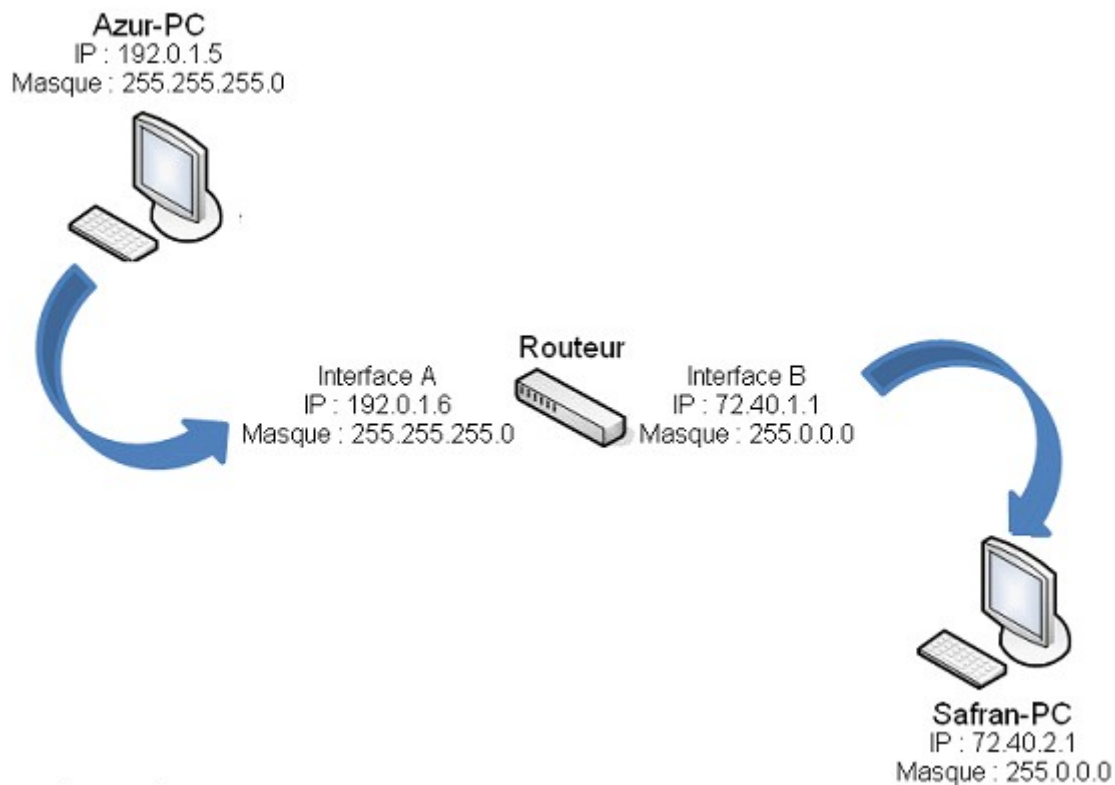 Azur-PC
IP : 192.0.1.5
Masque : 255.255.255.0
Routeur
Interface A
IP : 192.0.1.6
Masque : 255.255.255.0
Interface B
IP : 72.40.1.1
Masque : 255.0.0.0
Safran-PC
IP : 72.40.2.1
Masque : 255.0.0.0